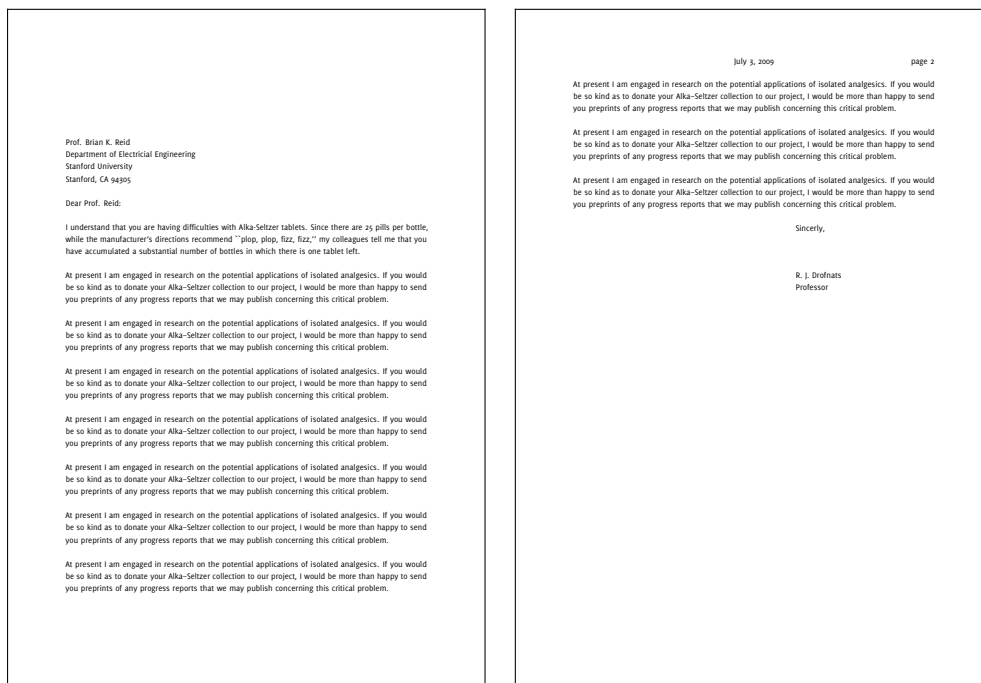 Prof. Brian K. Reid
Department of Electricial Engineering
Stanford University
Stanford, CA 94305
Dear Prof. Reid:
I understand that you are having difficulties with Alka-Seltzer tablets. Since there are 25 pills per bottle,
while the manufacturer's directions recommend ``plop, plop, fizz, fizz,'' my colleagues tell me that you
have accumulated a substantial number of bottles in which there is one tablet left.
At present I am engaged in research on the potential applications of isolated analgesics. If you would
be so kind as to donate your Alka–Seltzer collection to our project, I would be more than happy to send
you preprints of any progress reports that we may publish concerning this critical problem.
At present I am engaged in research on the potential applications of isolated analgesics. If you would
be so kind as to donate your Alka–Seltzer collection to our project, I would be more than happy to send
you preprints of any progress reports that we may publish concerning this critical problem.
At present I am engaged in research on the potential applications of isolated analgesics. If you would
be so kind as to donate your Alka–Seltzer collection to our project, I would be more than happy to send
you preprints of any progress reports that we may publish concerning this critical problem.
At present I am engaged in research on the potential applications of isolated analgesics. If you would
be so kind as to donate your Alka–Seltzer collection to our project, I would be more than happy to send
you preprints of any progress reports that we may publish concerning this critical problem.
At present I am engaged in research on the potential applications of isolated analgesics. If you would
be so kind as to donate your Alka–Seltzer collection to our project, I would be more than happy to send
you preprints of any progress reports that we may publish concerning this critical problem.
At present I am engaged in research on the potential applications of isolated analgesics. If you would
be so kind as to donate your Alka–Seltzer collection to our project, I would be more than happy to send
you preprints of any progress reports that we may publish concerning this critical problem.
At present I am engaged in research on the potential applications of isolated analgesics. If you would
be so kind as to donate your Alka–Seltzer collection to our project, I would be more than happy to send
you preprints of any progress reports that we may publish concerning this critical problem.
July 3, 2009 page 2
At present I am engaged in research on the potential applications of isolated analgesics. If you would
be so kind as to donate your Alka–Seltzer collection to our project, I would be more than happy to send
you preprints of any progress reports that we may publish concerning this critical problem.
At present I am engaged in research on the potential applications of isolated analgesics. If you would
be so kind as to donate your Alka–Seltzer collection to our project, I would be more than happy to send
you preprints of any progress reports that we may publish concerning this critical problem.
At present I am engaged in research on the potential applications of isolated analgesics. If you would
be so kind as to donate your Alka–Seltzer collection to our project, I would be more than happy to send
you preprints of any progress reports that we may publish concerning this critical problem.
Sincerly,
R. J. Drofnats
Professor